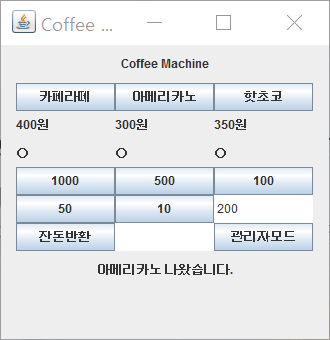 Coffee ...
Coffee Machine
카페라떼 아메리카노 핫초코
400원 300원 350원
O O O
1000 500 100
50 10 200
잔돈반환 관리자모드
아메리카노 나왔습니다.